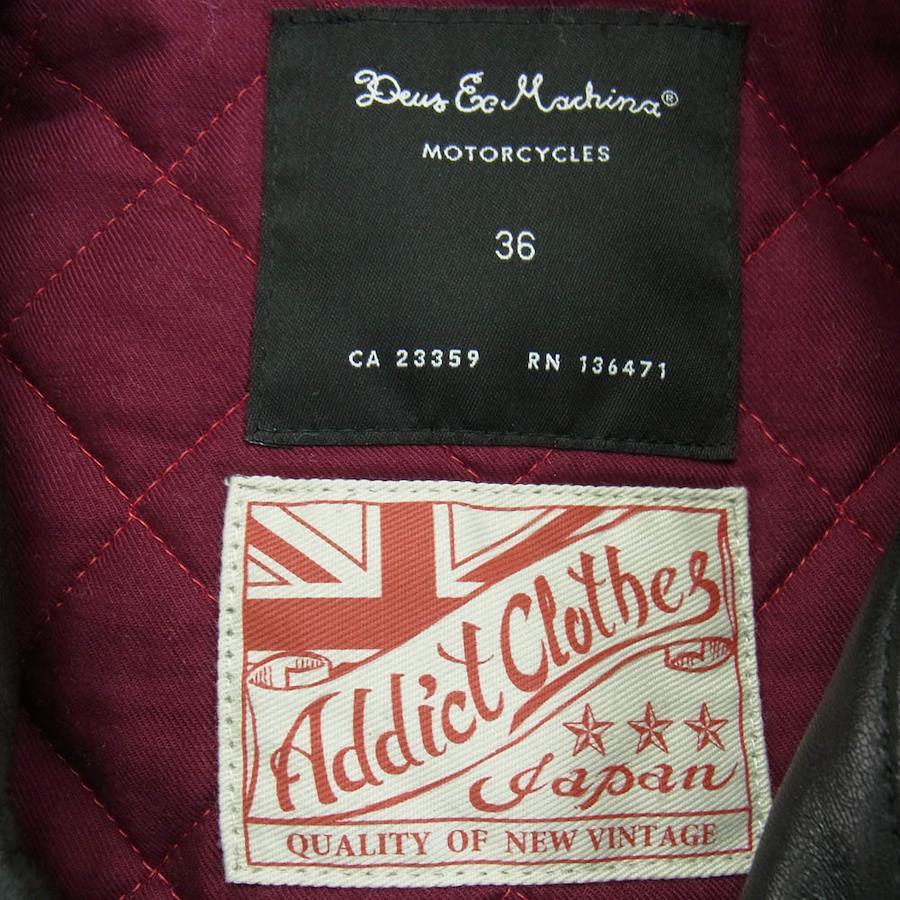 Deus Ex Machina®
MOTORCYCLES
36
CA 23359 RN 136471
Addict Clothes
Japan
QUALITY OF NEW VINTAGE